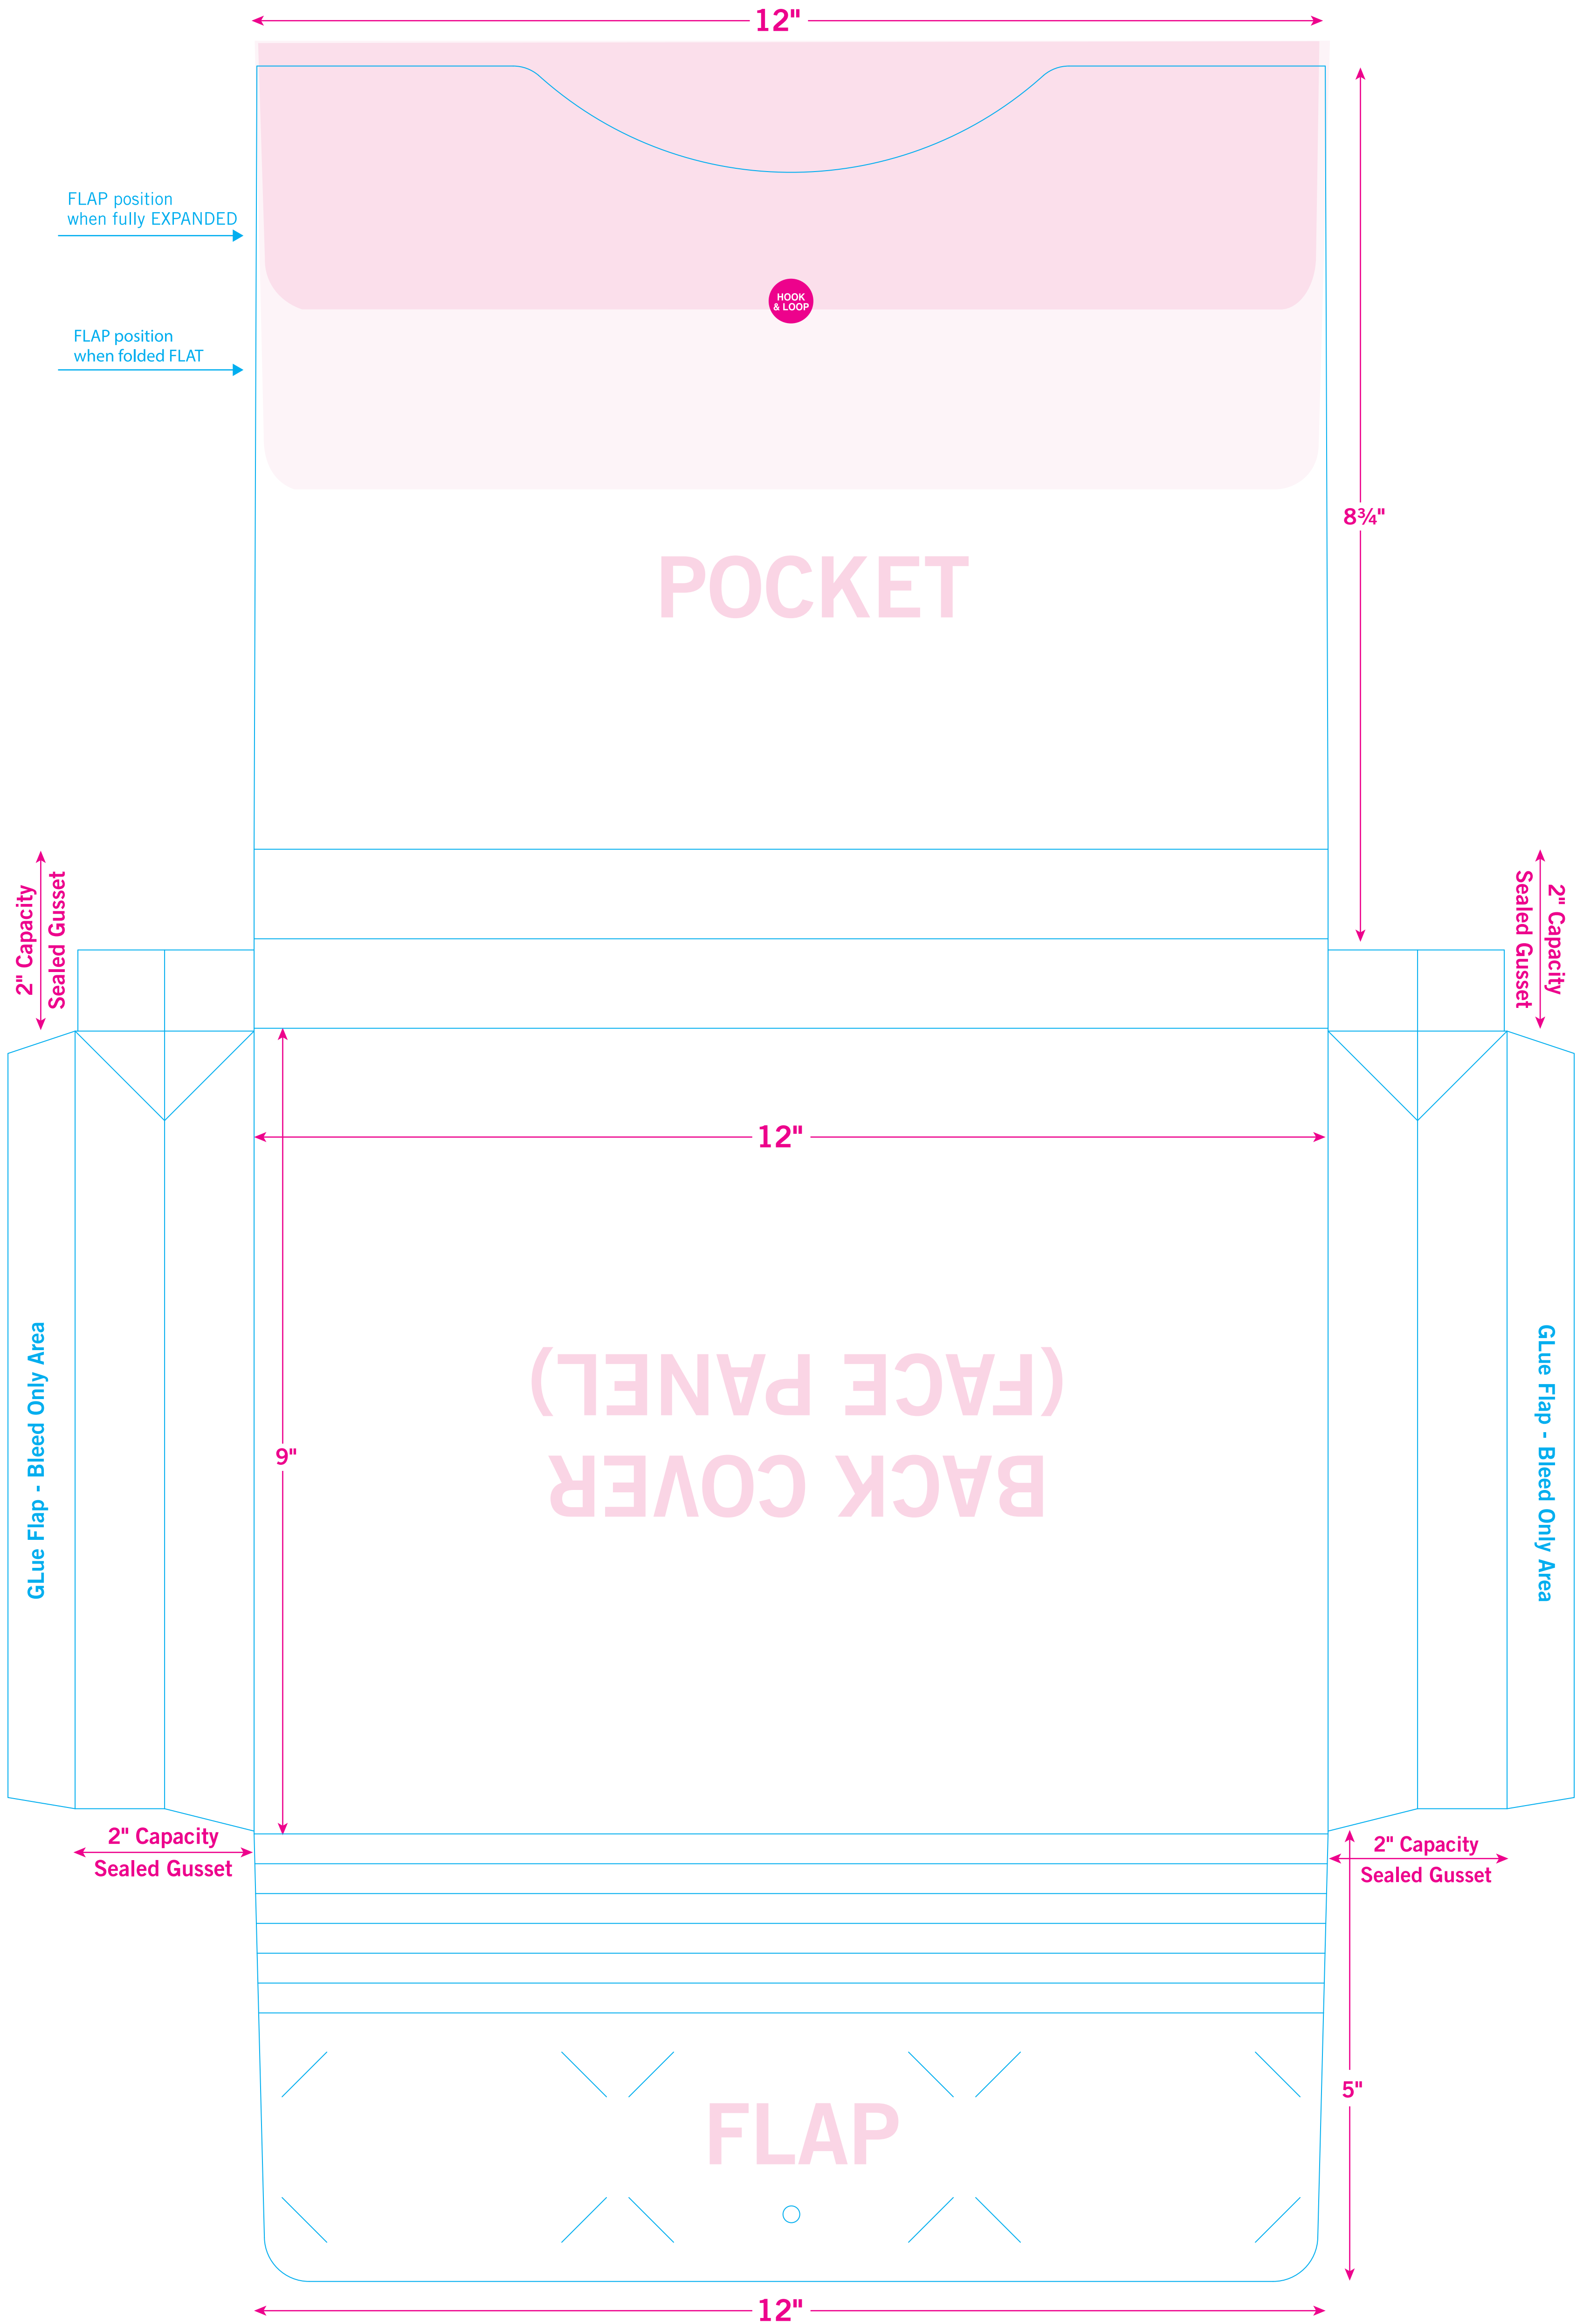 12"
FLAP position
when fully EXPANDED
HOOK
& LOOP
FLAP position
when folded FLAT
8¾"
POCKET
2" Capacity
Sealed Gusset
2" Capacity
Sealed Gusset
12"
BACK COVER
(FACE PANEL)
GLue Flap - Bleed Only Area
9"
GLue Flap - Bleed Only Area
2" Capacity
Sealed Gusset
2" Capacity
Sealed Gusset
5"
FLAP
12"